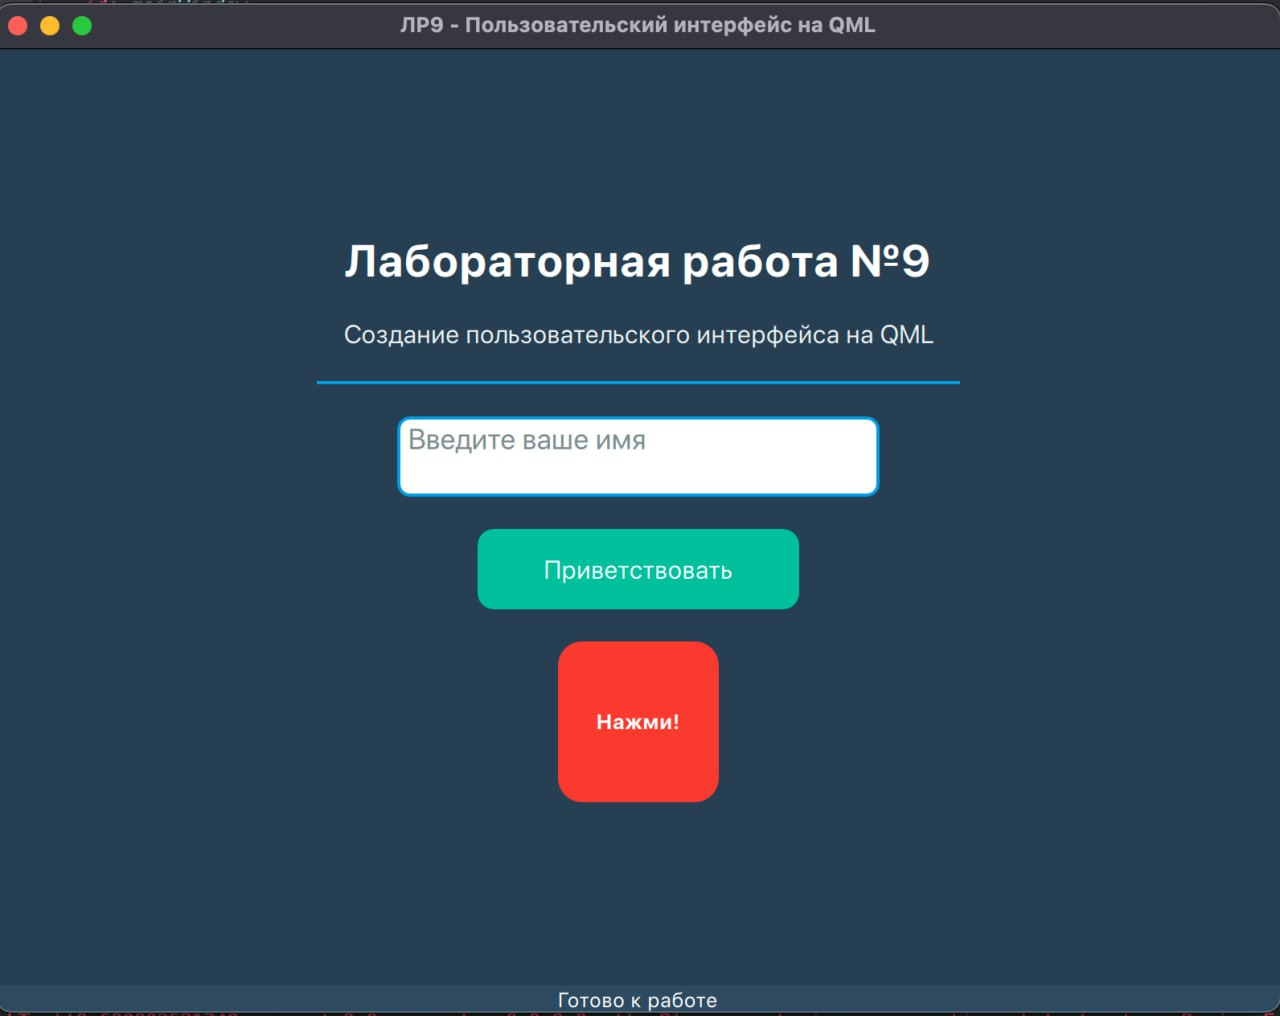 ЛР9 - Пользовательский интерфейс на QML
Лабораторная работа №9
Создание пользовательского интерфейса на QML
Введите ваше имя
Приветствовать
Нажми!
Готово к работе